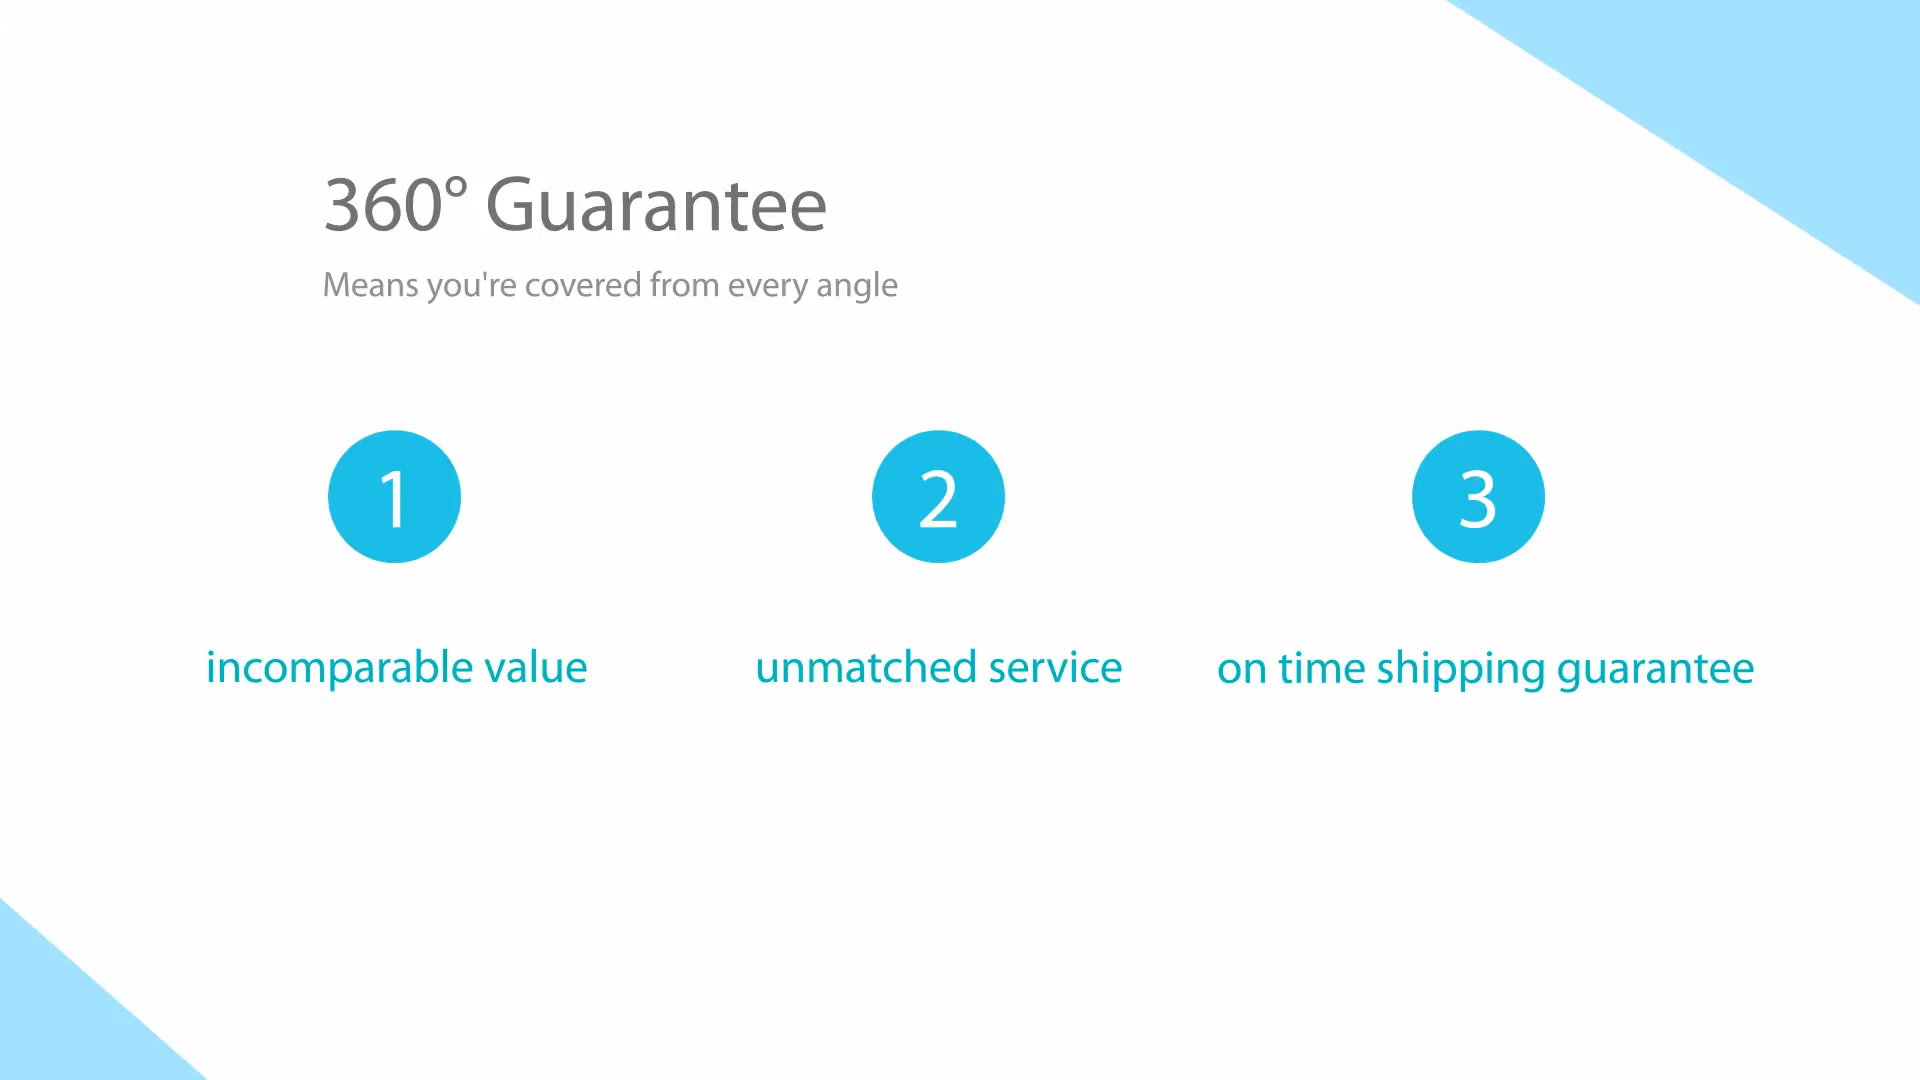 360° Guarantee
Means you're covered from every angle
1
2
3
incomparable value
unmatched service
on time shipping guarantee